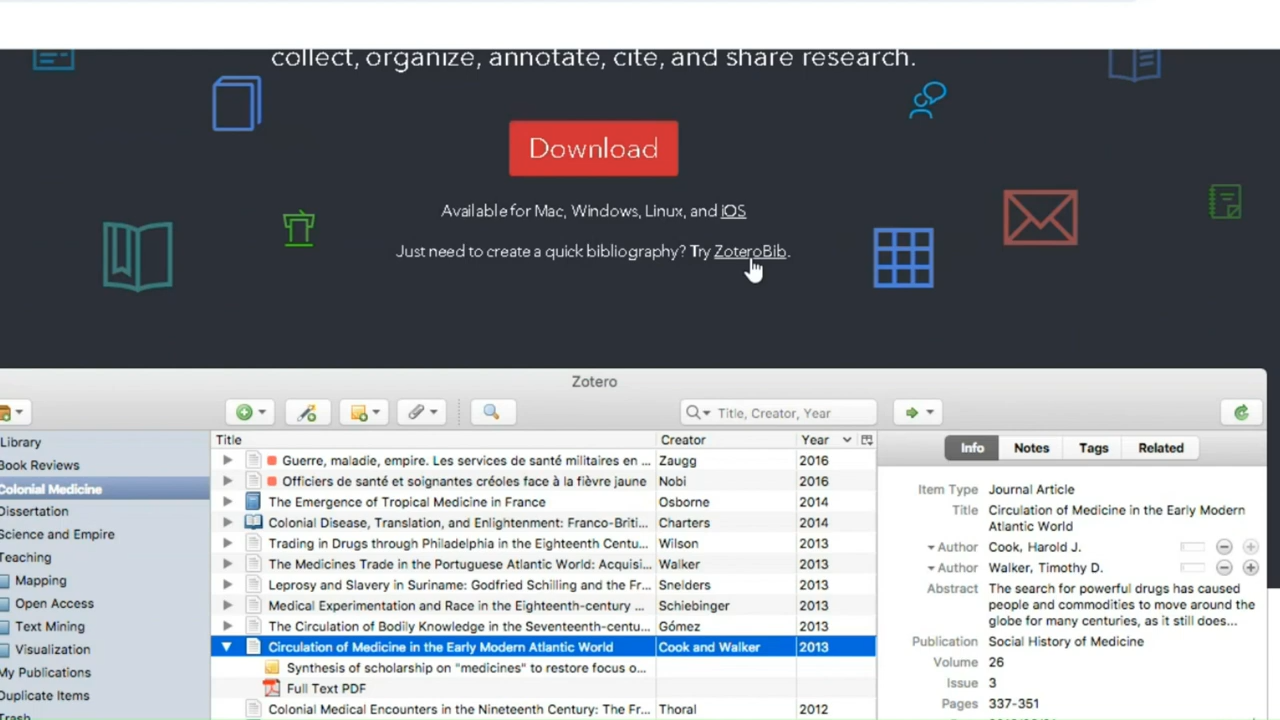 collect, organize, annotate, cite, and share research.
Download
Available for Mac, Windows, Linux, and iOS
Just need to create a quick bibliography? Try ZoteroBib.
Zotero
Title, Creator, Year
Library
Book Reviews
Colonial Medicine
Dissertation
Science and Empire
Teaching
Mapping
Open Access
Text Mining
Visualization
My Publications
Duplicate Items
Trash
Title Creator Year
Guerre, maladie, empire. Les services de santé militaires en ... Zaugg 2016
Officiers de santé et soignantes créoles face à la fièvre jaune Nobi 2016
The Emergence of Tropical Medicine in France Osborne 2014
Colonial Disease, Translation, and Enlightenment: Franco-Briti... Charters 2014
Trading in Drugs through Philadelphia in the Eighteenth Centu... Wilson 2013
The Medicines Trade in the Portuguese Atlantic World: Acquisi... Walker 2013
Leprosy and Slavery in Suriname: Godfried Schilling and the Fr... Snelders 2013
Medical Experimentation and Race in the Eighteenth-century ... Schiebinger 2013
The Circulation of Bodily Knowledge in the Seventeenth-centu... Gómez 2013
Circulation of Medicine in the Early Modern Atlantic World Cook and Walker 2013
Synthesis of scholarship on "medicines" to restore focus o...
Full Text PDF
Colonial Medical Encounters in the Nineteenth Century: The Fr... Thoral 2012
Info Notes Tags Related
Item Type Journal Article
Title Circulation of Medicine in the Early Modern
Atlantic World
Author Cook, Harold J.
Author Walker, Timothy D.
Abstract The search for powerful drugs has caused
people and commodities to move around the
globe for many centuries, as it still does...
Publication Social History of Medicine
Volume 26
Issue 3
Pages 337-351